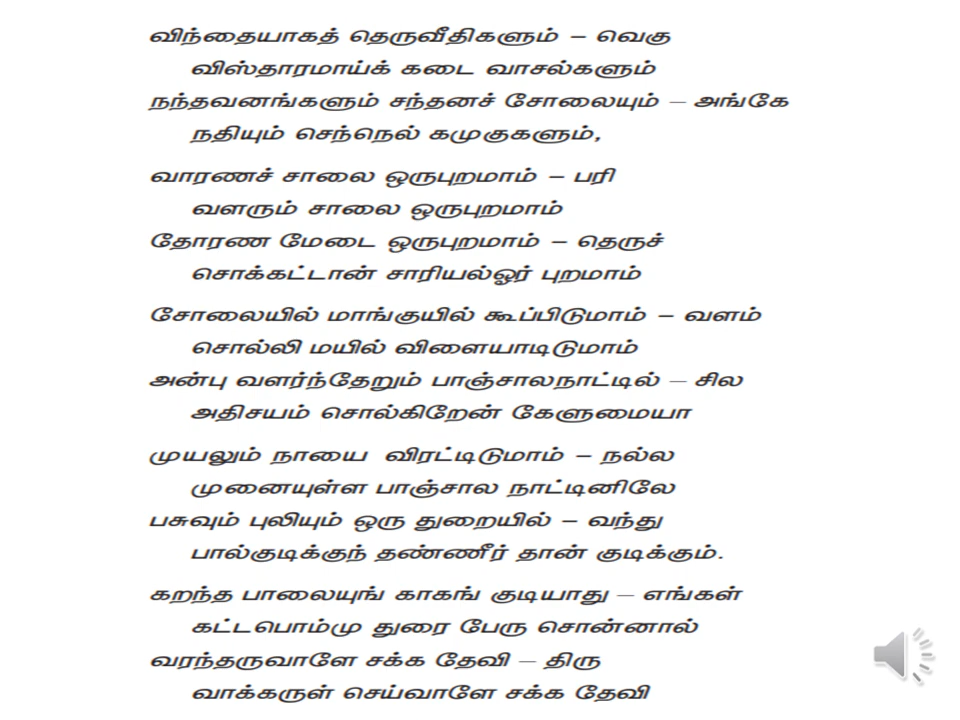 விந்தையாகத் தெருவீதிகளும் – வெகு
விஸ்தாரமாய்க் கடை வாசல்களும்
நந்தவனங்களும் சந்தனச் சோலையும் – அங்கே
நதியும் செந்நெல் கமுகுகளும்,
வாரணச் சாலை ஒருபுறமாம் – பரி
வளரும் சாலை ஒருபுறமாம்
தோரண மேடை ஒருபுறமாம் – தெருச்
சொக்கட்டான் சாரியல்ஓர் புறமாம்
சோலையில் மாங்குயில் கூப்பிடுமாம் – வளம்
சொல்லி மயில் விளையாடிடுமாம்
அன்பு வளர்ந்தேறும் பாஞ்சாலநாட்டில் – சில
அதிசயம் சொல்கிறேன் கேளுமையா
முயலும் நாயை விரட்டிடுமாம் – நல்ல
முனையுள்ள பாஞ்சால நாட்டினிலே
பசுவும் புலியும் ஒரு துறையில் – வந்து
பால்குடிக்குந் தண்ணீர் தான் குடிக்கும்.
கறந்த பாலையுங் காகங் குடியாது – எங்கள்
கட்டபொம்மு துரை பேரு சொன்னால்
வரந்தருவாளே சக்க தேவி – திரு
வாக்கருள் செய்வாளே சக்க தேவி